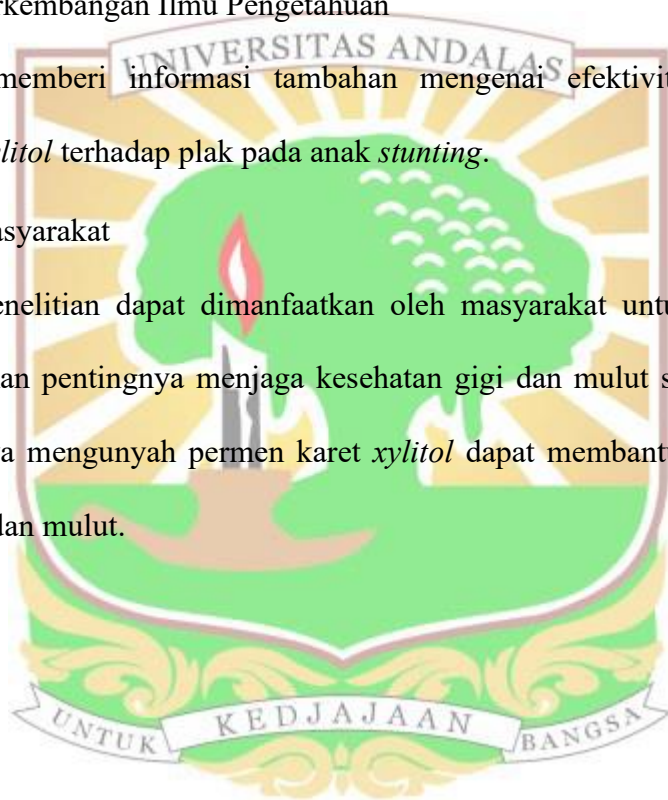 rkembangan Ilmu Pengetahuan
UNIVERSITAS ANDALAS
memberi informasi tambahan mengenai efektivit
litol terhadap plak pada anak stunting.
asyarakat
enelitian dapat dimanfaatkan oleh masyarakat untu
an pentingnya menjaga kesehatan gigi dan mulut s
a mengunyah permen karet xylitol dapat membantu
dan mulut.
UNTUK KEDJAJAAN BANGSA